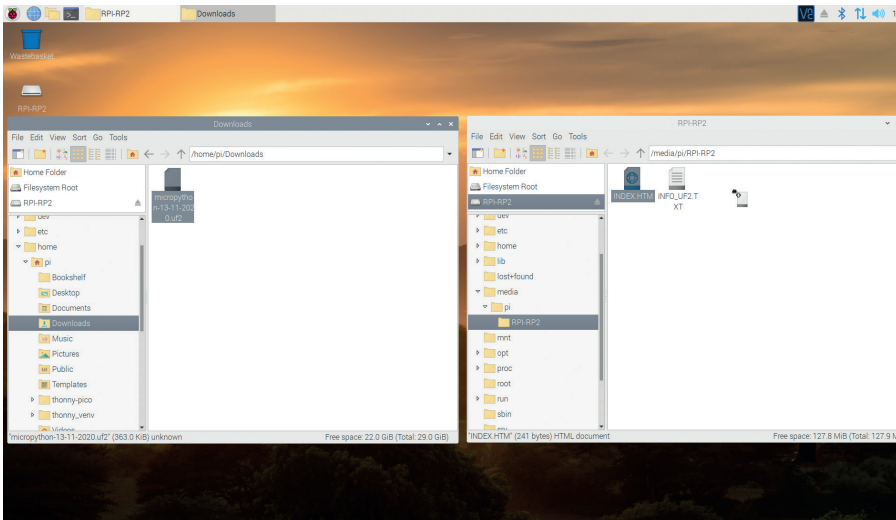 RPI-RP2
Downloads
V2
Wastebasket
RPI-RP2
Downloads
File Edit View Sort Go Tools
/home/pi/Downloads
Home Folder
Filesystem Root
RPI-RP2
dev
etc
home
pi
Bookshelf
Desktop
Documents
Downloads
Music
Pictures
Public
Templates
thonny-pico
thonny_venv
Videos
micropytho
n-13-11-202
0.uf2
"micropython-13-11-2020.uf2" (363.0 KiB) unknown
Free space: 22.0 GiB (Total: 29.0 GiB)
RPI-RP2
File Edit View Sort Go Tools
/media/pi/RPI-RP2
Home Folder
Filesystem Root
RPI-RP2
dev
etc
home
lib
lost+found
media
pi
RPI-RP2
mnt
opt
proc
root
run
sbin
INDEX.HTM
INFO_UF2.T
XT
"INDEX.HTM" (241 bytes) HTML document
Free space: 127.8 MiB (Total: 127.9 M